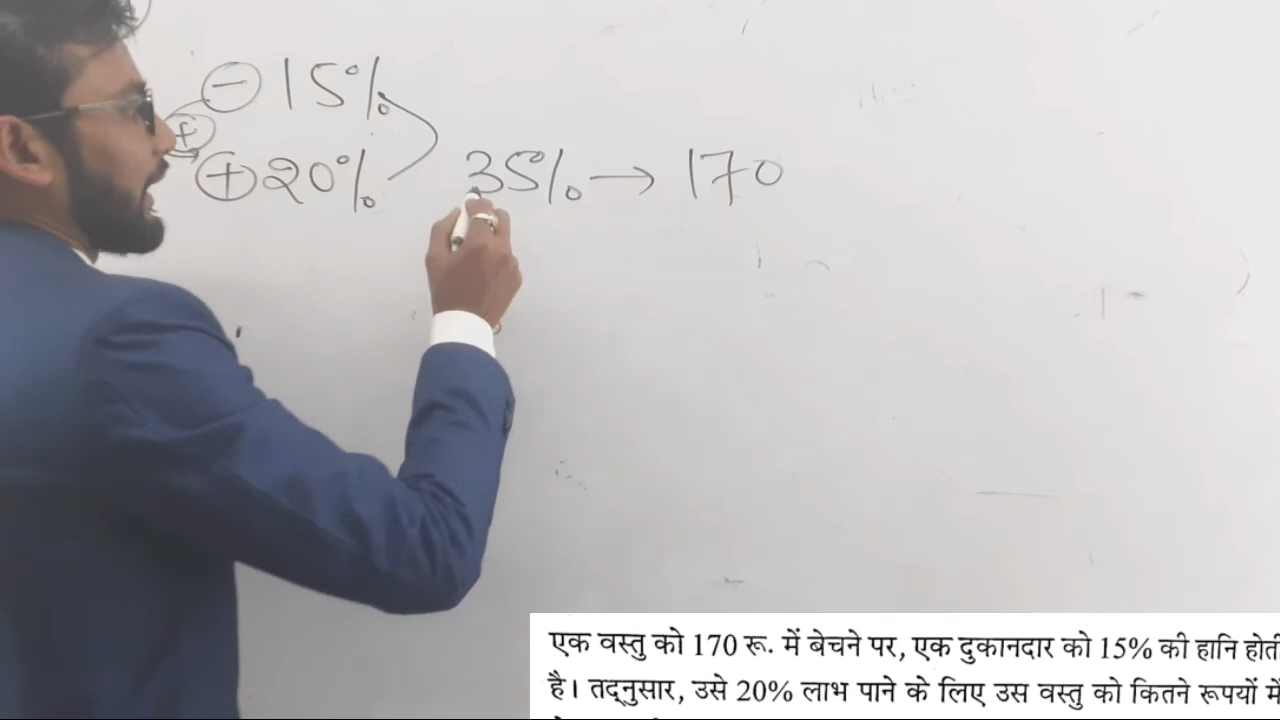 ⊖ 15%
⊕
⊕ 20% 35% → 170
एक वस्तु को 170 रू. में बेचने पर, एक दुकानदार को 15% की हानि होती
है। तद्नुसार, उसे 20% लाभ पाने के लिए उस वस्तु को कितने रूपयों में